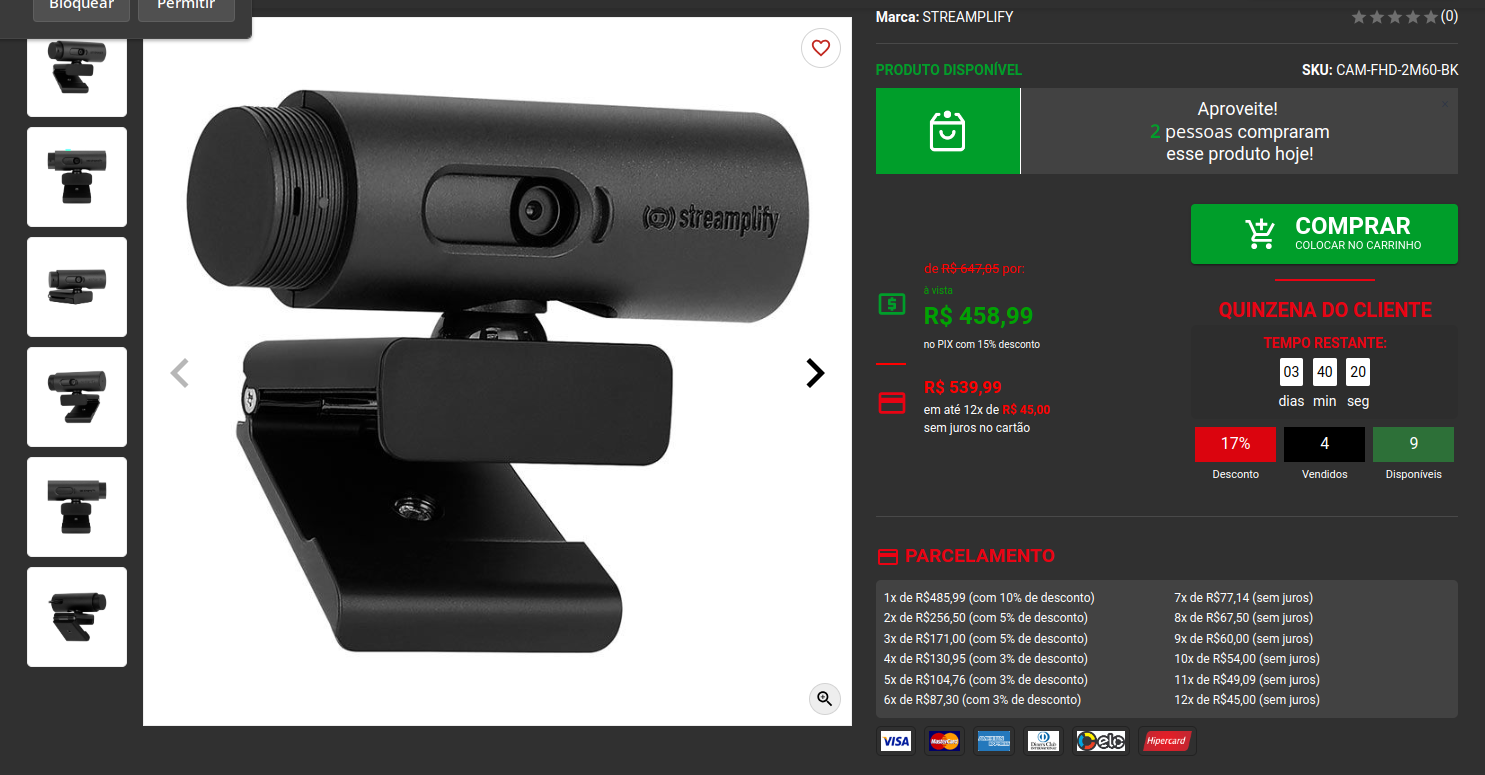 Bloquear
Permitir
streamplify
Marca: STREAMPLIFY
(0)
PRODUTO DISPONÍVEL
SKU: CAM-FHD-2M60-BK
Aproveite!
2 pessoas compraram
esse produto hoje!
COMPRAR
COLOCAR NO CARRINHO
de R$ 647,05 por:
à vista
R$ 458,99
no PIX com 15% desconto
R$ 539,99
em até 12x de R$ 45,00
sem juros no cartão
QUINZENA DO CLIENTE
TEMPO RESTANTE:
03 40 20
dias min seg
17% 4 9
Desconto Vendidos Disponíveis
PARCELAMENTO
1x de R$485,99 (com 10% de desconto)
2x de R$256,50 (com 5% de desconto)
3x de R$171,00 (com 5% de desconto)
4x de R$130,95 (com 3% de desconto)
5x de R$104,76 (com 3% de desconto)
6x de R$87,30 (com 3% de desconto)
7x de R$77,14 (sem juros)
8x de R$67,50 (sem juros)
9x de R$60,00 (sem juros)
10x de R$54,00 (sem juros)
11x de R$49,09 (sem juros)
12x de R$45,00 (sem juros)
VISA
MasterCard
AMERICAN EXPRESS
Diners Club
INTERNATIONAL
elo
Hipercard